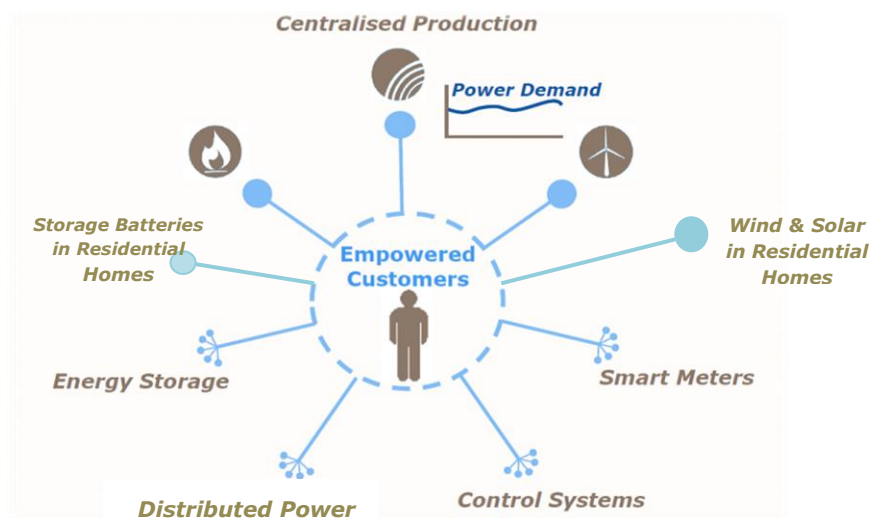 Centralised Production
Power Demand
Storage Batteries
in Residential
Homes
Wind & Solar
in Residential
Homes
Empowered
Customers
Energy Storage
Smart Meters
Distributed Power
Control Systems